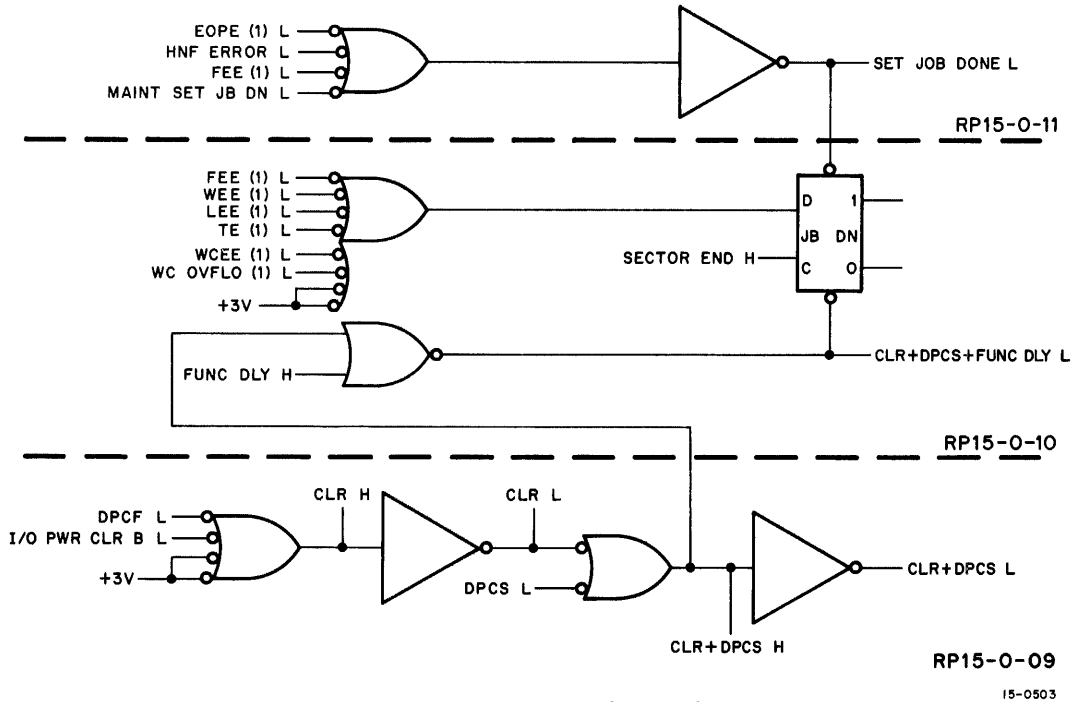 EOPE (1) L
HNF ERROR L
FEE (1) L
MAINT SET JB DN L
SET JOB DONE L
RP15-0-11
FEE (1) L
WEE (1) L
LEE (1) L
TE (1) L
WCEE (1) L
WC OVFLO (1) L
+3V
D 1
JB DN
C 0
SECTOR END H
FUNC DLY H
CLR+DPCS+FUNC DLY L
RP15-0-10
CLR H
CLR L
DPCF L
I/O PWR CLR B L
+3V
DPCS L
CLR+DPCS L
CLR+DPCS H
RP15-0-09
15-0503